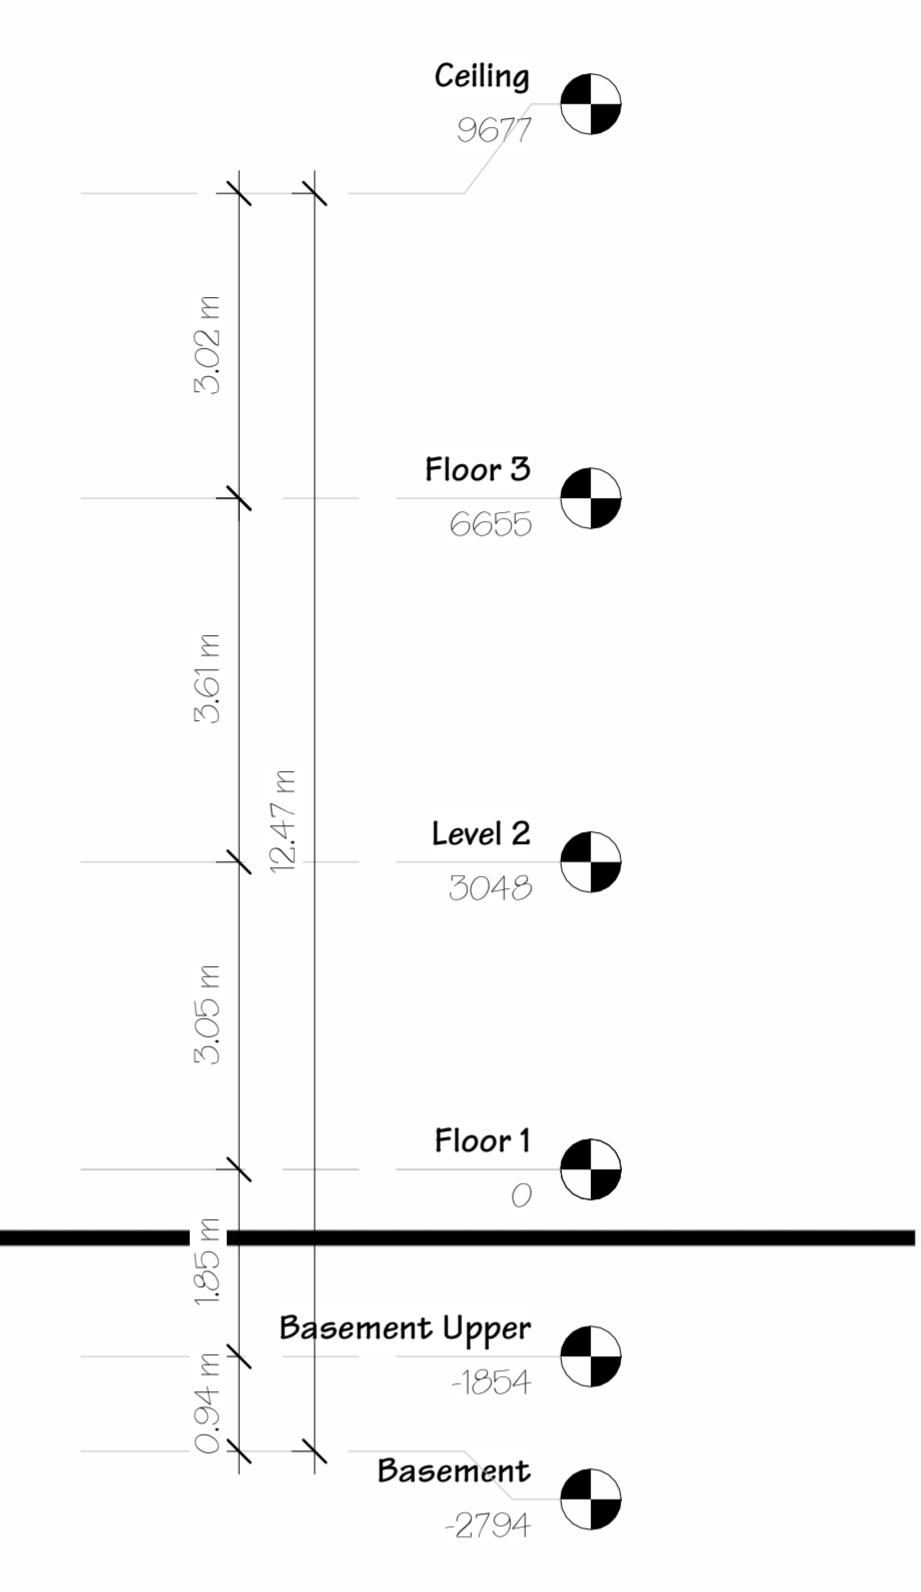 Ceiling
9677
3.02 m
Floor 3
6655
3.61 m
12.47 m
Level 2
3048
3.05 m
Floor 1
0
1.85 m
Basement Upper
-1854
0.94 m
Basement
-2794